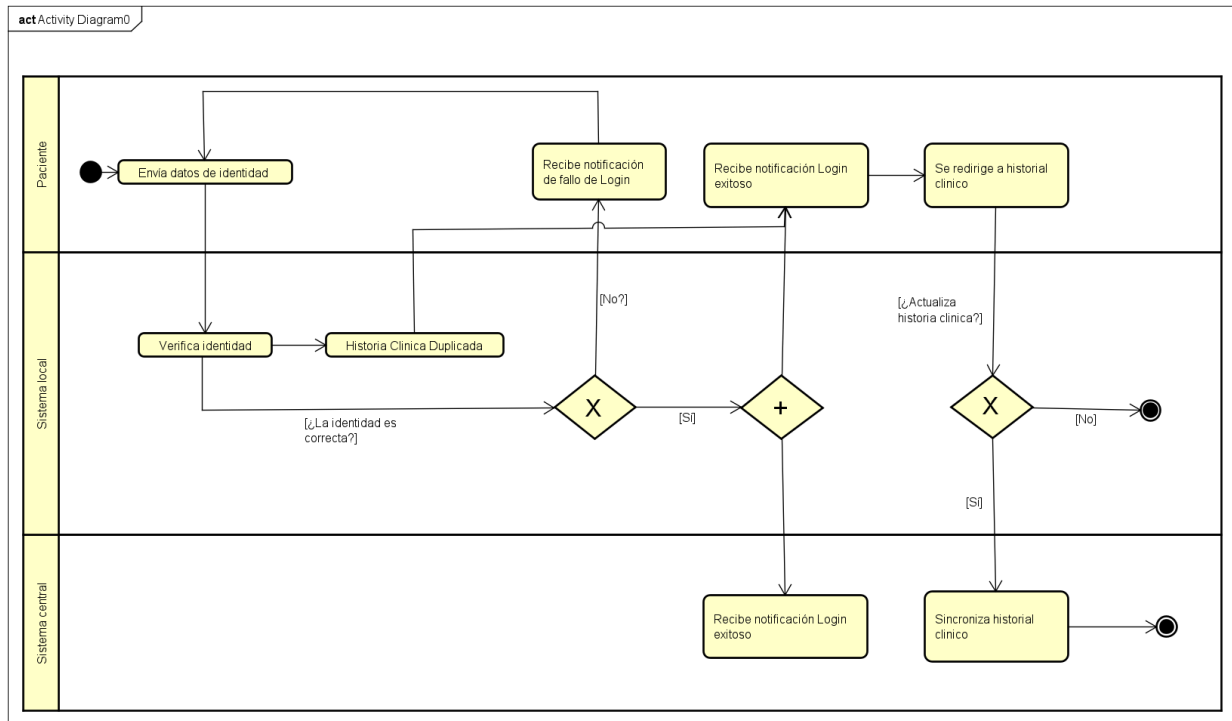 act Activity Diagram0
Paciente
Envía datos de identidad
Recibe notificación
de fallo de Login
Recibe notificación Login
exitoso
Se redirige a historial
clinico
Sistema local
[No?]
[¿Actualiza
historia clinica?]
Verifica identidad
Historia Clinica Duplicada
X
+
X
[¿La identidad es
correcta?]
[Sí]
[No]
[Sí]
Sistema central
Recibe notificación Login
exitoso
Sincroniza historial
clinico